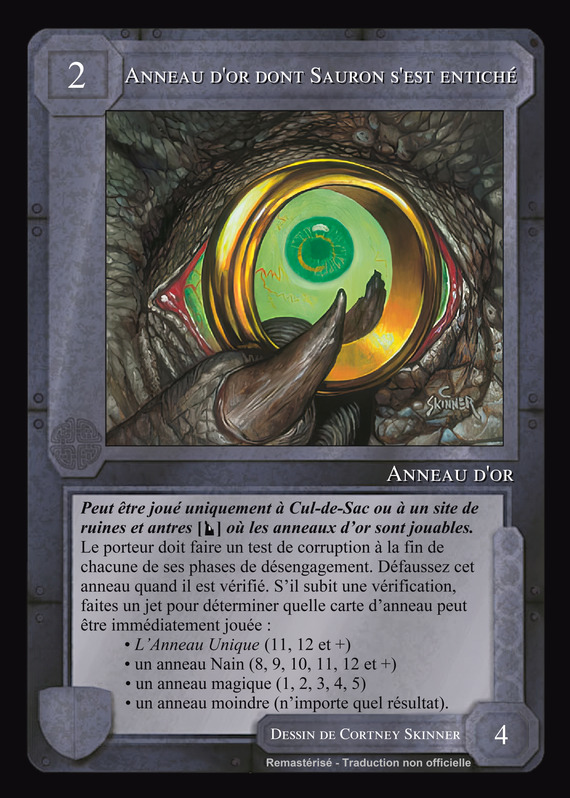 2
Anneau d'or dont Sauron s'est entiché
C
SKINNER
Anneau d'or
Peut être joué uniquement à Cul-de-Sac ou à un site de
ruines et antres [] où les anneaux d’or sont jouables.
Le porteur doit faire un test de corruption à la fin de
chacune de ses phases de désengagement. Défaussez cet
anneau quand il est vérifié. S’il subit une vérification,
faites un jet pour déterminer quelle carte d’anneau peut
être immédiatement jouée :
• L’Anneau Unique (11, 12 et +)
• un anneau Nain (8, 9, 10, 11, 12 et +)
• un anneau magique (1, 2, 3, 4, 5)
• un anneau moindre (n’importe quel résultat).
Dessin de Cortney Skinner
4
Remastérisé - Traduction non officielle